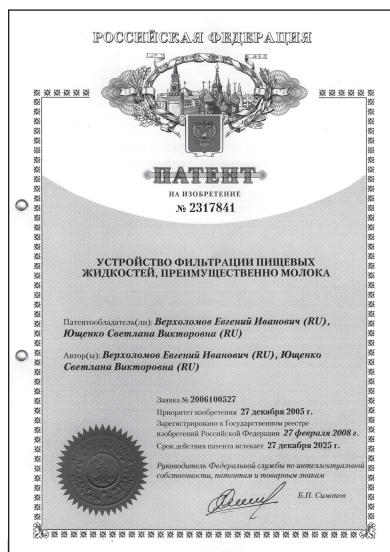 РОССИЙСКАЯ ФЕДЕРАЦИЯ
ПАТЕНТ
НА ИЗОБРЕТЕНИЕ
№ 2317841
УСТРОЙСТВО ФИЛЬТРАЦИИ ПИЩЕВЫХ
ЖИДКОСТЕЙ, ПРЕИМУЩЕСТВЕННО МОЛОКА
Патентообладатель(ли): Верхоломов Евгений Иванович (RU),
Ющенко Светлана Викторовна (RU)
Автор(ы): Верхоломов Евгений Иванович (RU), Ющенко
Светлана Викторовна (RU)
Заявка № 2006100527
Приоритет изобретения 27 декабря 2005 г.
Зарегистрировано в Государственном реестре
изобретений Российской Федерации 27 февраля 2008 г.
Срок действия патента истекает 27 декабря 2025 г.
Руководитель Федеральной службы по интеллектуальной
собственности, патентам и товарным знакам
Б.П. Симонов